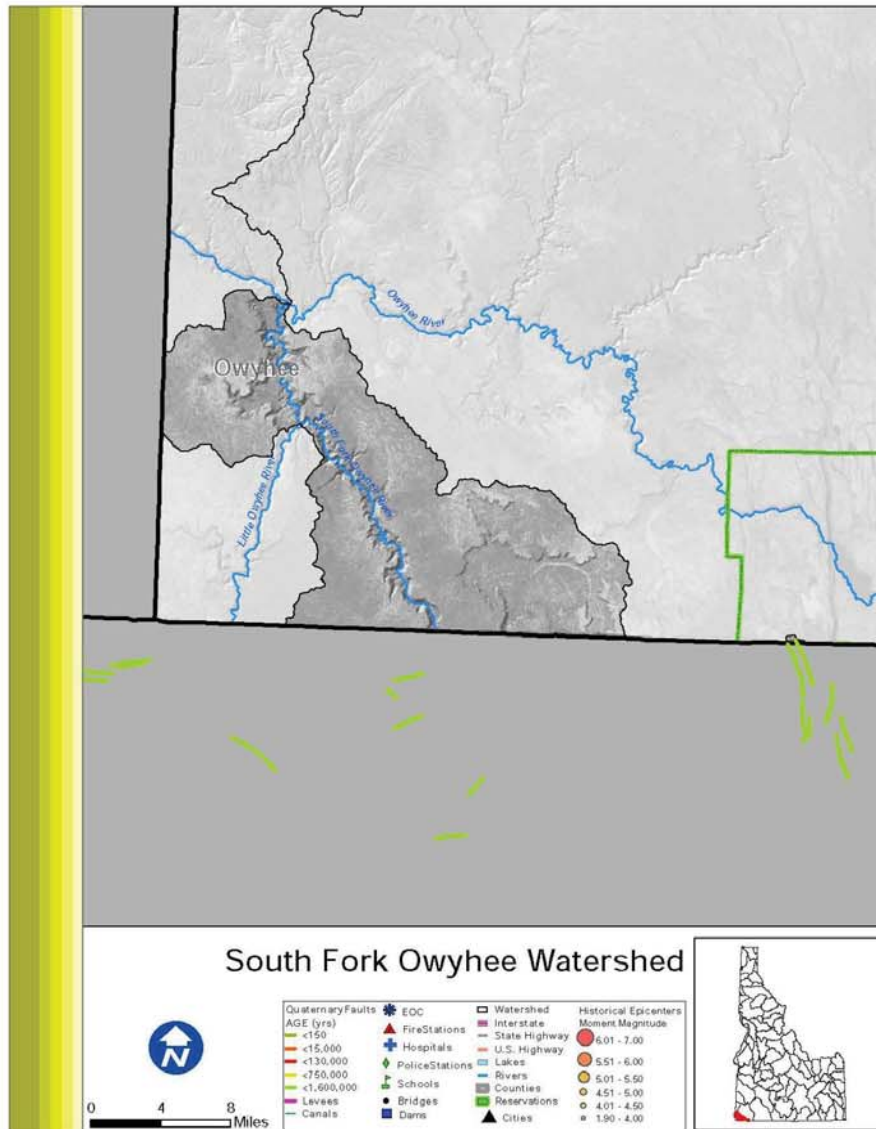 Owyhee River
Owyhee
South Fork Owyhee River
Little Owyhee River
South Fork Owyhee Watershed
N
0 4 8
Miles
Quaternary Faults
AGE (yrs)
<150
<15,000
<130,000
<750,000
<1,600,000
Levees
Canals
EOC
FireStations
Hospitals
PoliceStations
Schools
Bridges
Dams
Watershed
Interstate
State Highway
U.S. Highway
Lakes
Rivers
Counties
Reservations
Cities
Historical Epicenters
Moment Magnitude
6.01 - 7.00
5.51 - 6.00
5.01 - 5.50
4.51 - 5.00
4.01 - 4.50
1.90 - 4.00